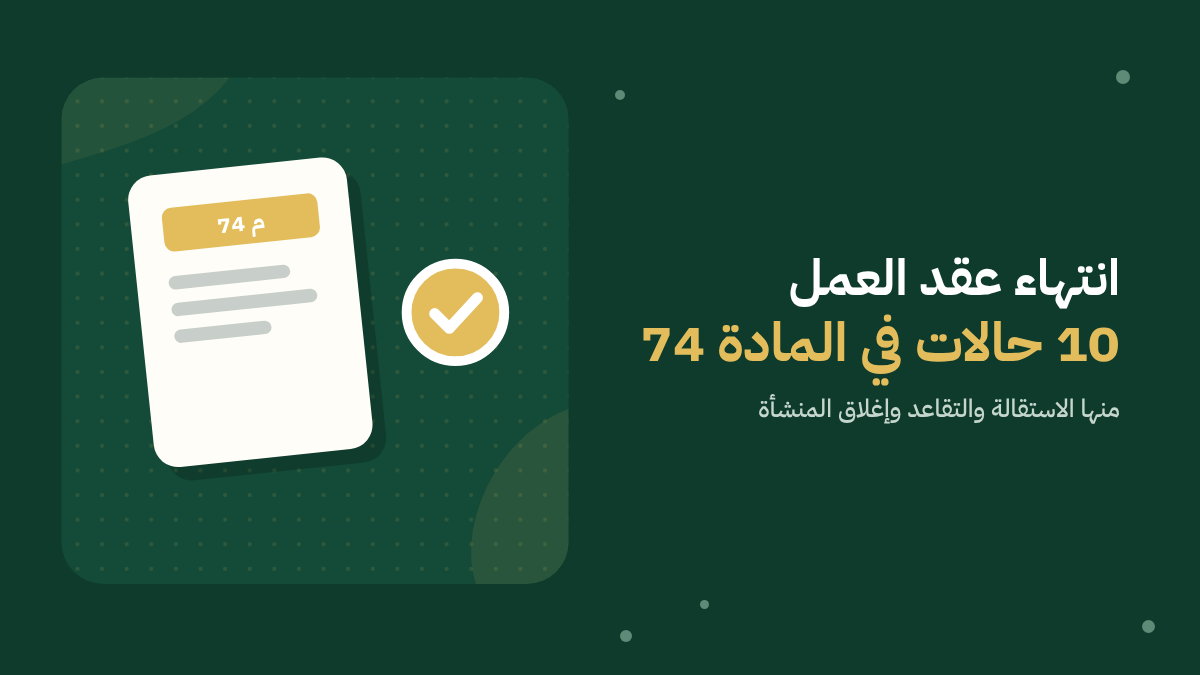 انتهاء عقد العمل
10 حالات في المادة 74
منها الاستقالة والتقاعد وإغلاق المنشأة
م 74